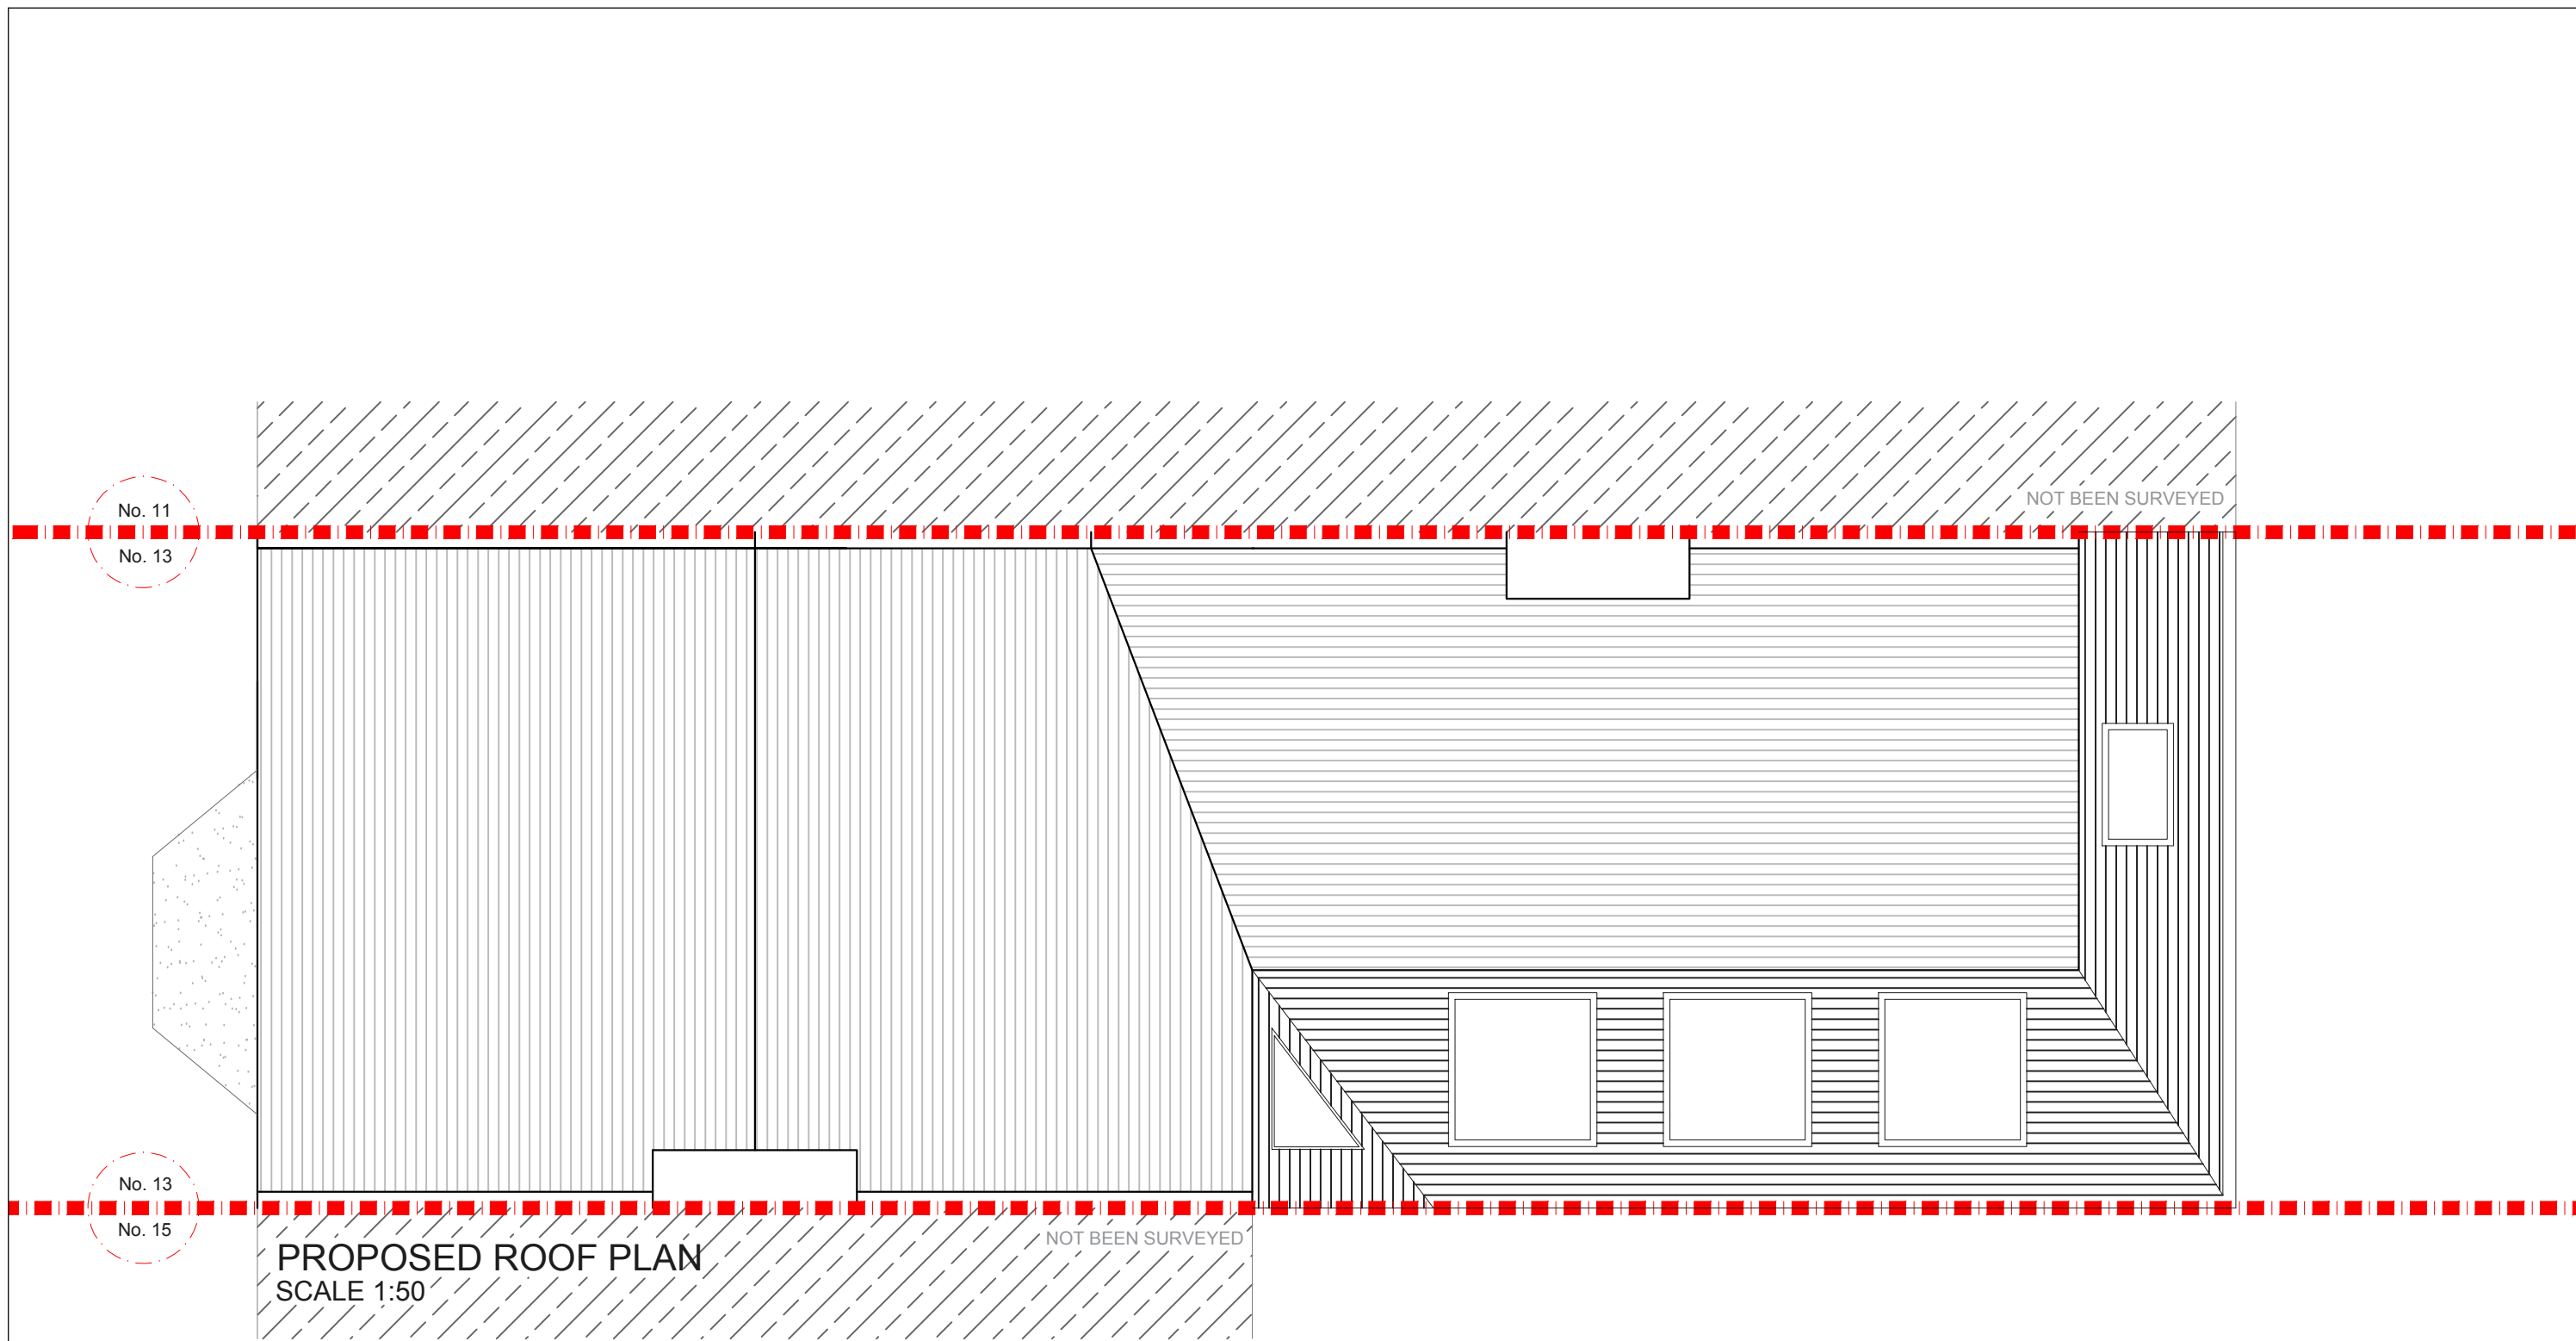 NOT BEEN SURVEYED
No. 11
No. 13
No. 13
No. 15
NOT BEEN SURVEYED
PROPOSED ROOF PLAN
SCALE 1:50